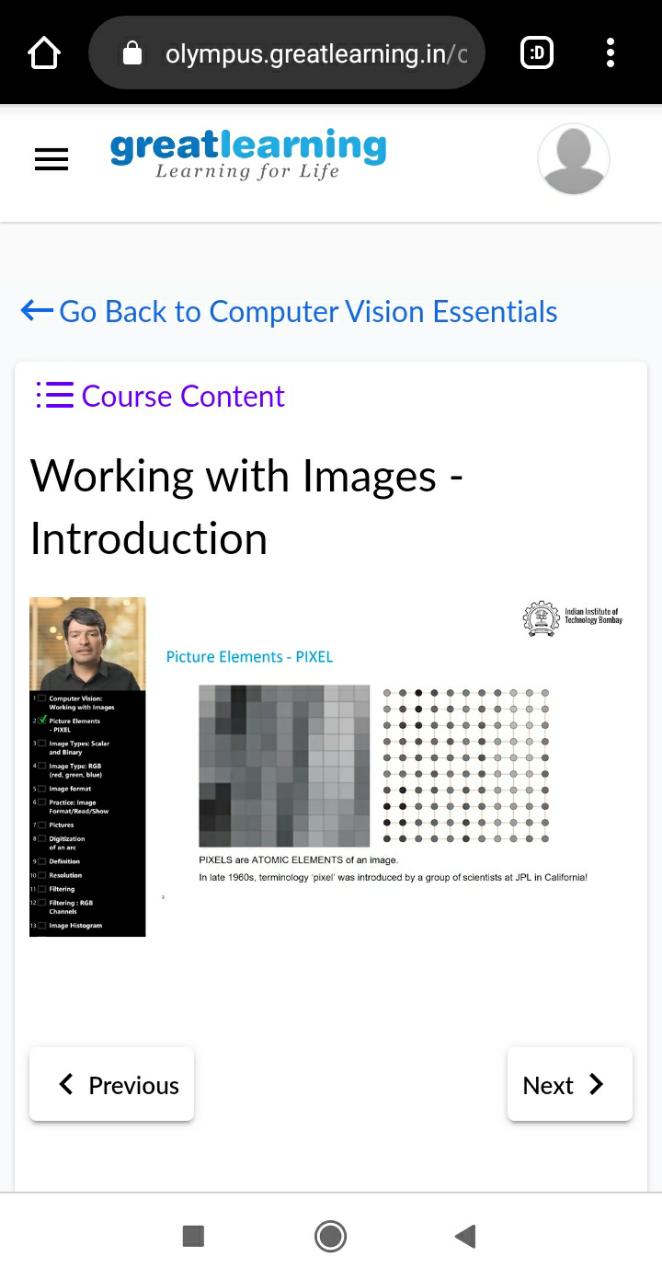 olympus.greatlearning.in/c
:D
greatlearning
Learning for Life
Go Back to Computer Vision Essentials
Course Content
Working with Images -
Introduction
Indian Institute of
Technology Bombay
Picture Elements - PIXEL
1 Computer Vision:
Working with Images
2 Picture Elements
- PIXEL
3 Image Types: Scalar
and Binary
4 Image Type: RGB
(red, green, blue)
5 Image format
6 Practice: Image
Format/Read/Show
7 Pictures
8 Digitization
of an arc
9 Definition
10 Resolution
11 Filtering
12 Filtering : RGB
Channels
13 Image Histogram
PIXELS are ATOMIC ELEMENTS of an image.
In late 1960s, terminology 'pixel' was introduced by a group of scientists at JPL in California!
Previous
Next